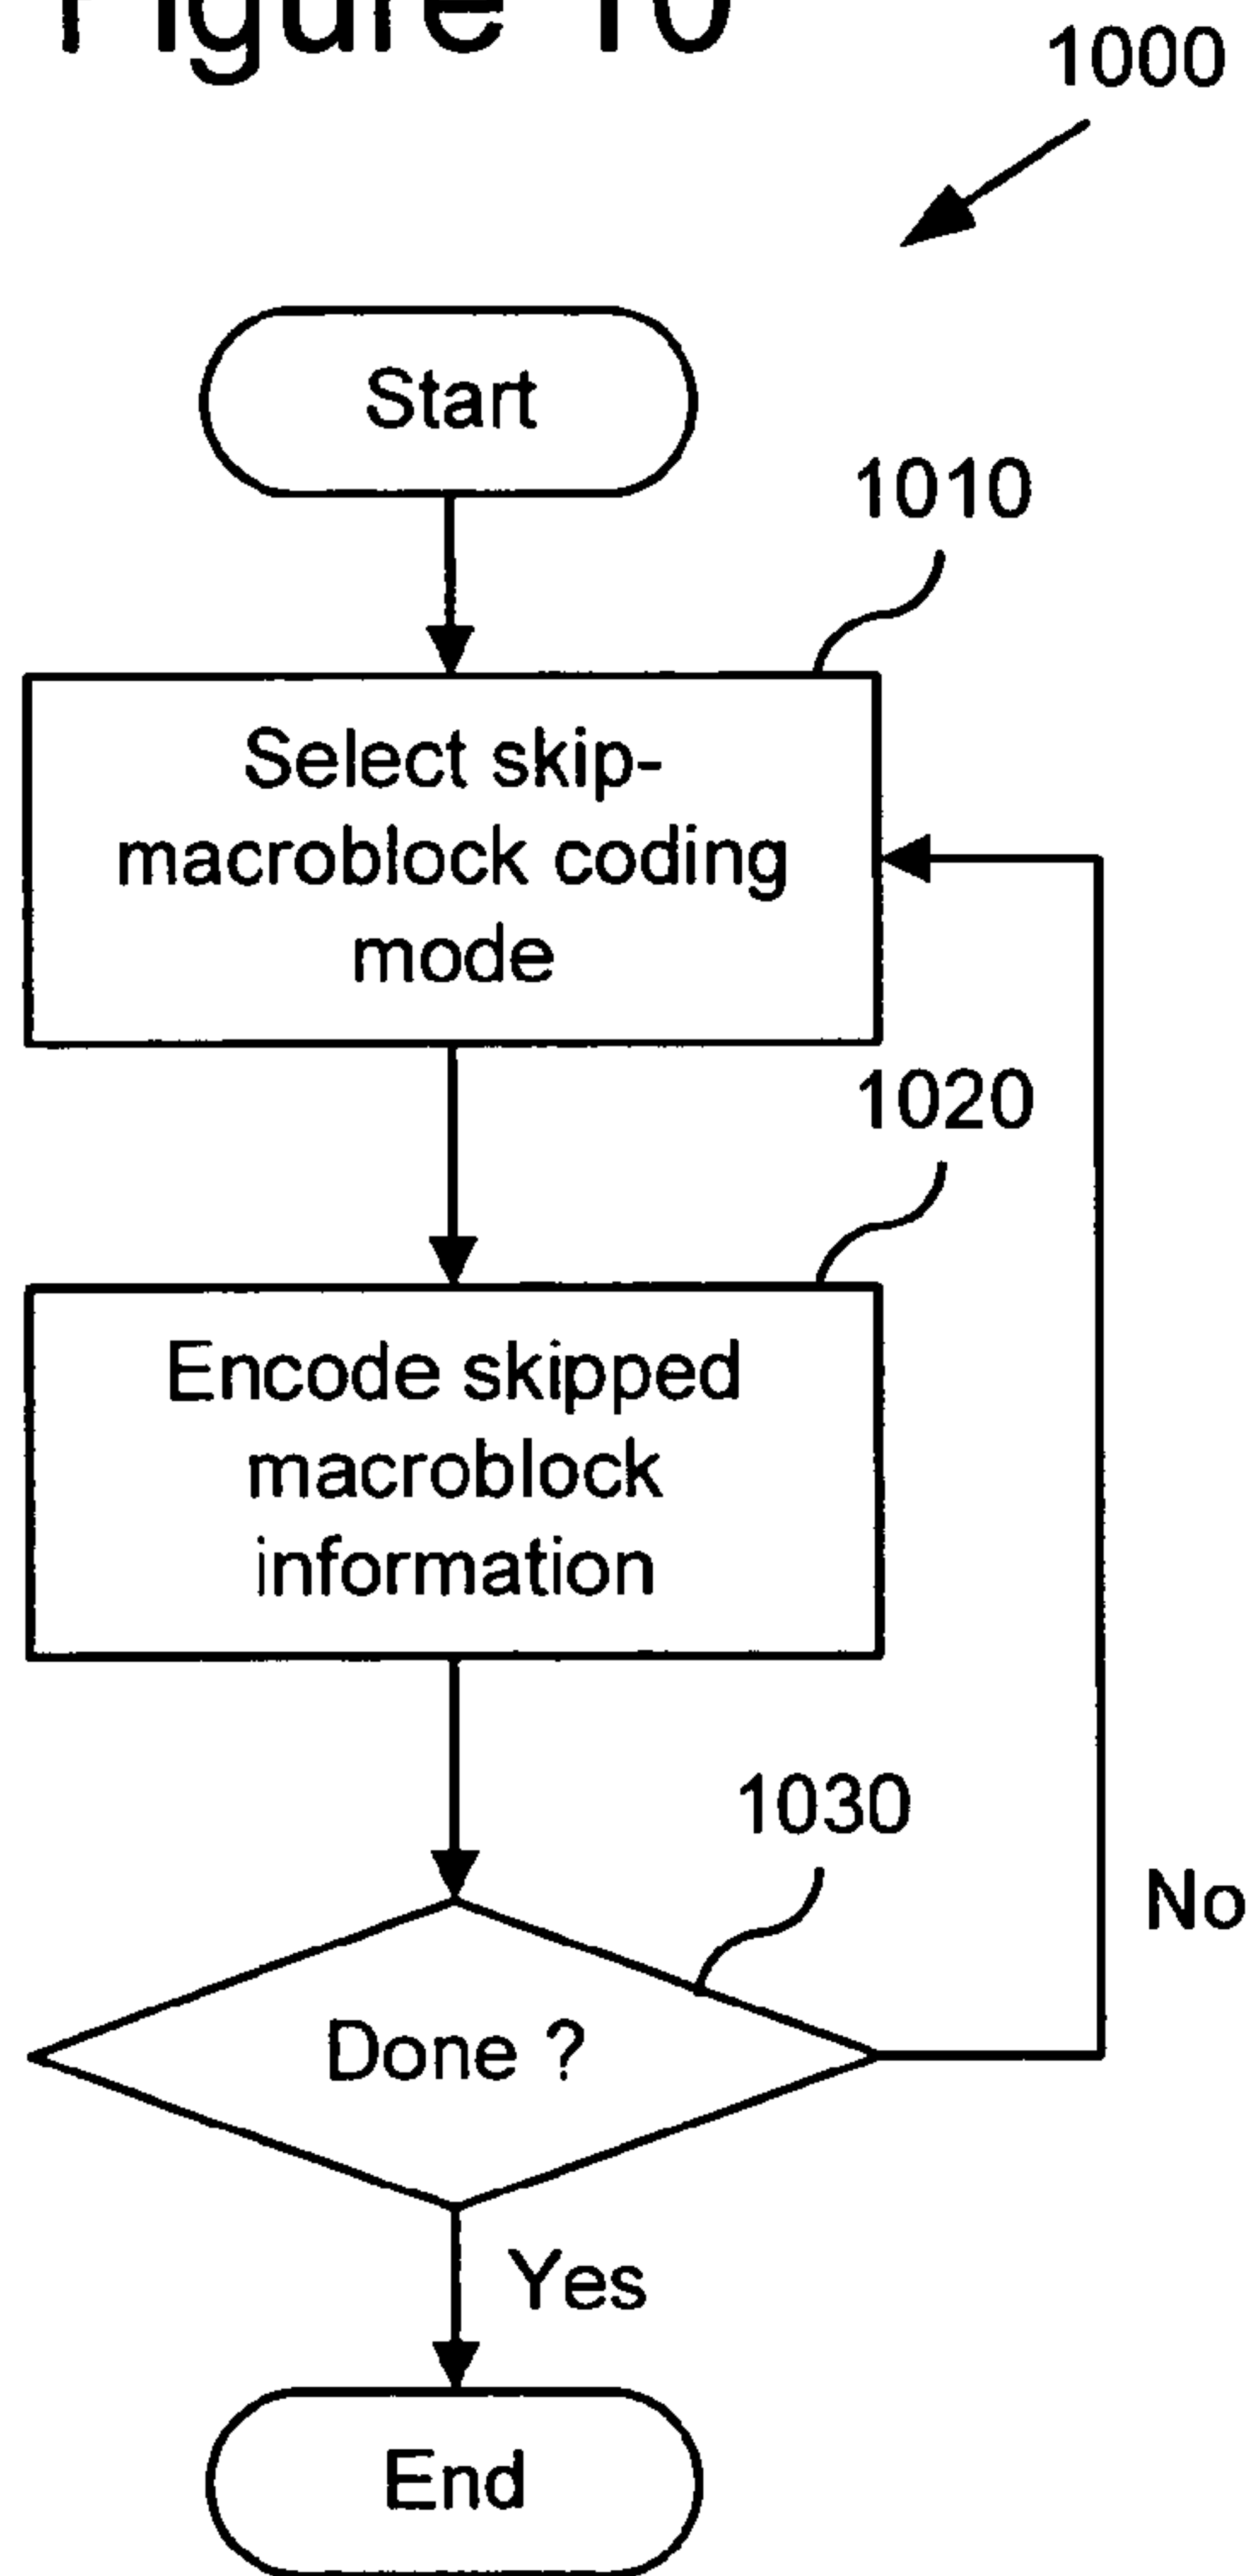 Figure 10
1000
Start
1010
Select skip-
macroblock coding
mode
1020
Encode skipped
macroblock
information
1030
No
Done ?
Yes
End